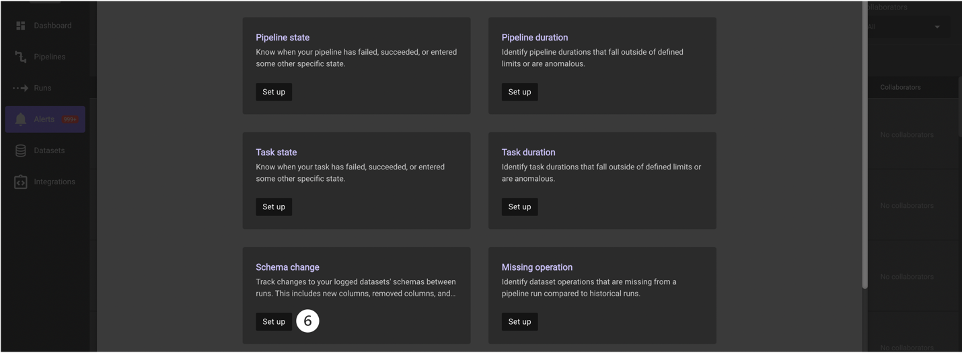 Dashboard
Pipelines
Runs
Alerts
Datasets
Integrations
Pipeline state
Know when your pipeline has failed, succeeded, or entered
some other specific state.
Set up
Pipeline duration
Identify pipeline durations that fall outside of defined
limits or are anomalous.
Set up
Task state
Know when your task has failed, succeeded, or entered
some other specific state.
Set up
Task duration
Identify task durations that fall outside of defined limits or
are anomalous.
Set up
Schema change
Track changes to your logged datasets' schemas between
runs. This includes new columns, removed columns, and...
Set up
6
Missing operation
Identify dataset operations that are missing from a
pipeline run compared to historical runs.
Set up
Collaborators
No collaborators
No collaborators
No collaborators
No collaborators